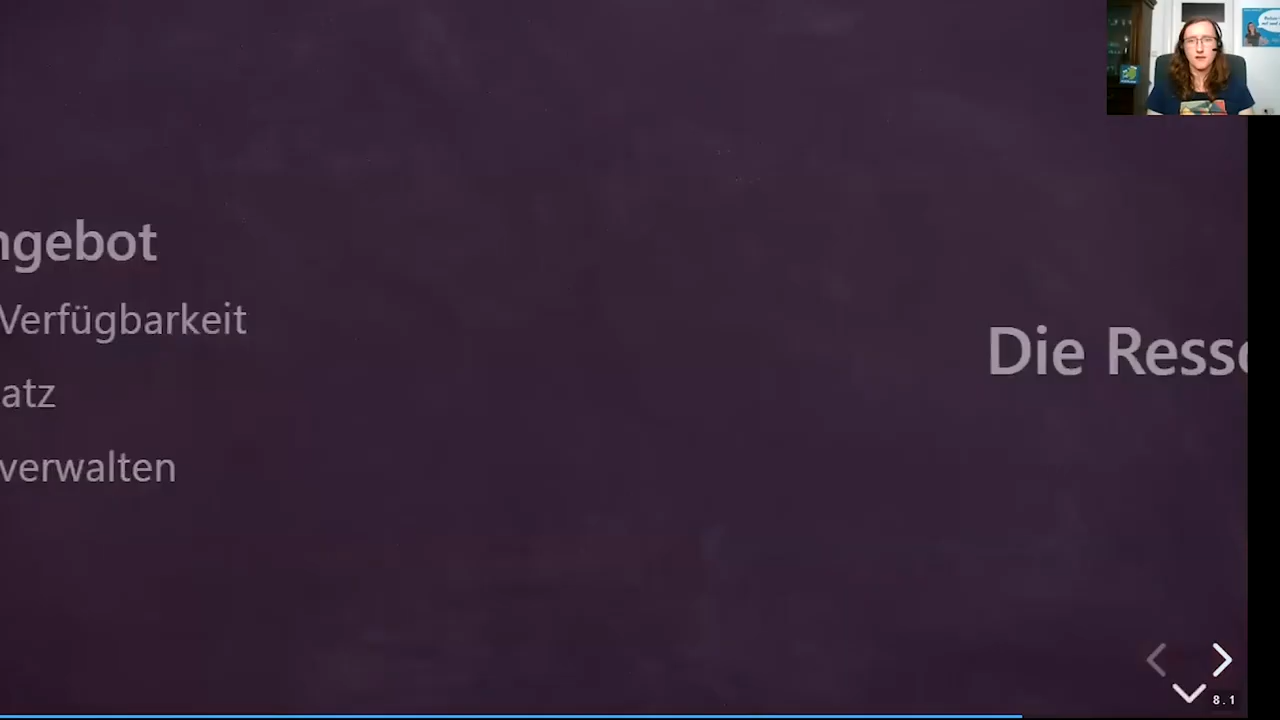 ngebot
Verfügbarkeit
atz
verwalten
Die Ress
8.1